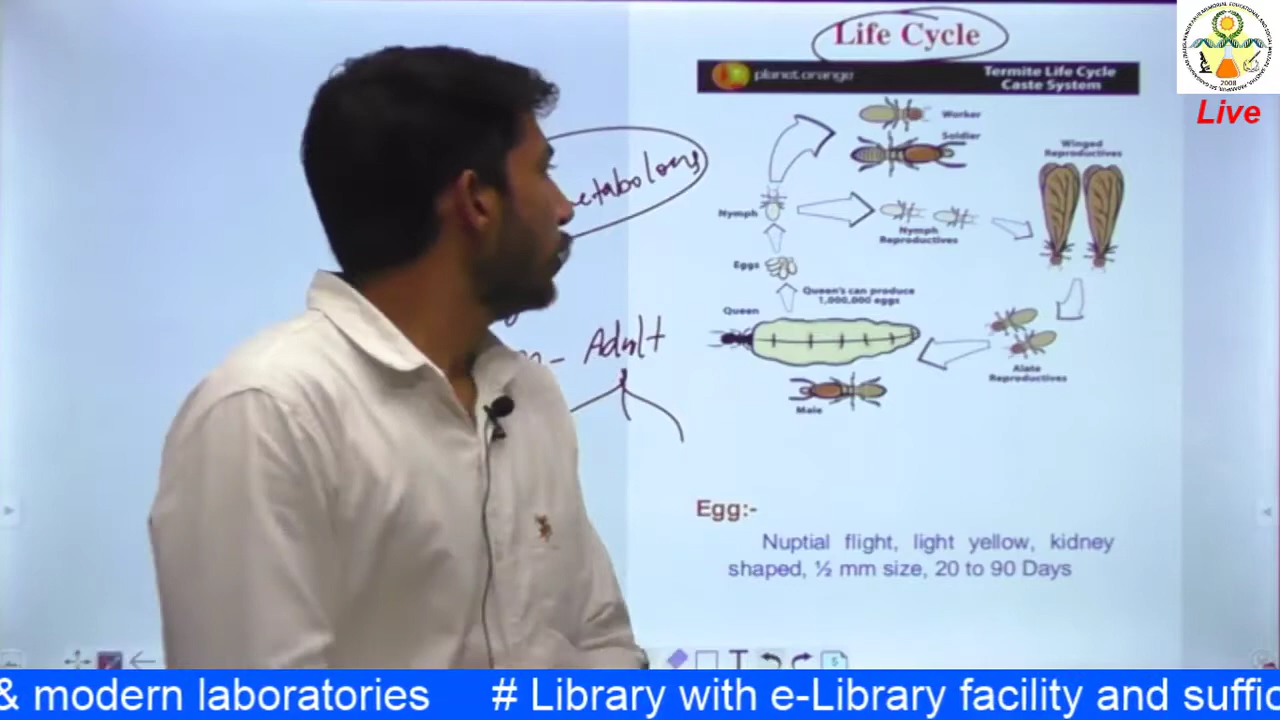 Life Cycle
planet orange
Termite Life Cycle
Caste System
Live
2008
Worker
Soldier
Winged
Reproductives
etabolous
Nymph
Nymph
Reproductives
Eggs
Queen's can produce
1,000,000 eggs
Queen
Adult
Alate
Reproductives
Male
Egg:-
Nuptial flight, light yellow, kidney
shaped, ½ mm size, 20 to 90 Days
T
5
& modern laboratories # Library with e-Library facility and suffic